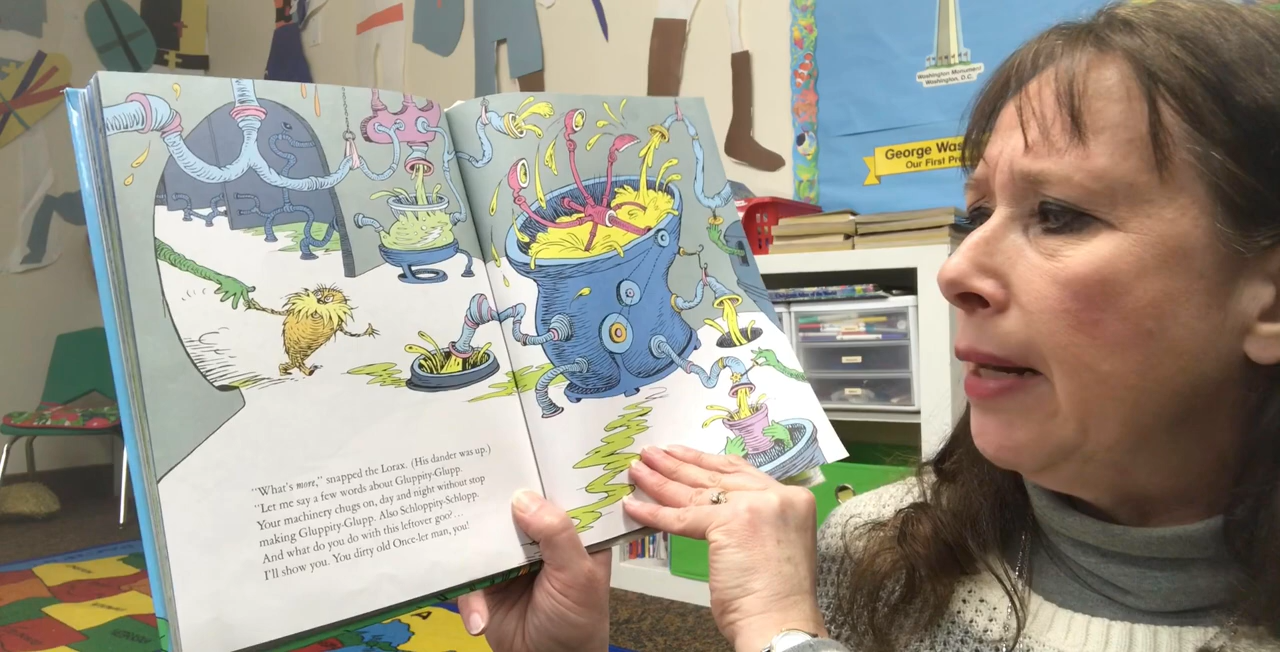 Washington Monument
Washington, D.C.
George Was
Our First Pre
"What's more," snapped the Lorax. (His dander was up.)
"Let me say a few words about Gluppity-Glupp.
Your machinery chugs on, day and night without stop
making Gluppity-Glupp. Also Schloppity-Schlopp.
And what do you do with this leftover goo?...
I'll show you. You dirty old Once-ler man, you!